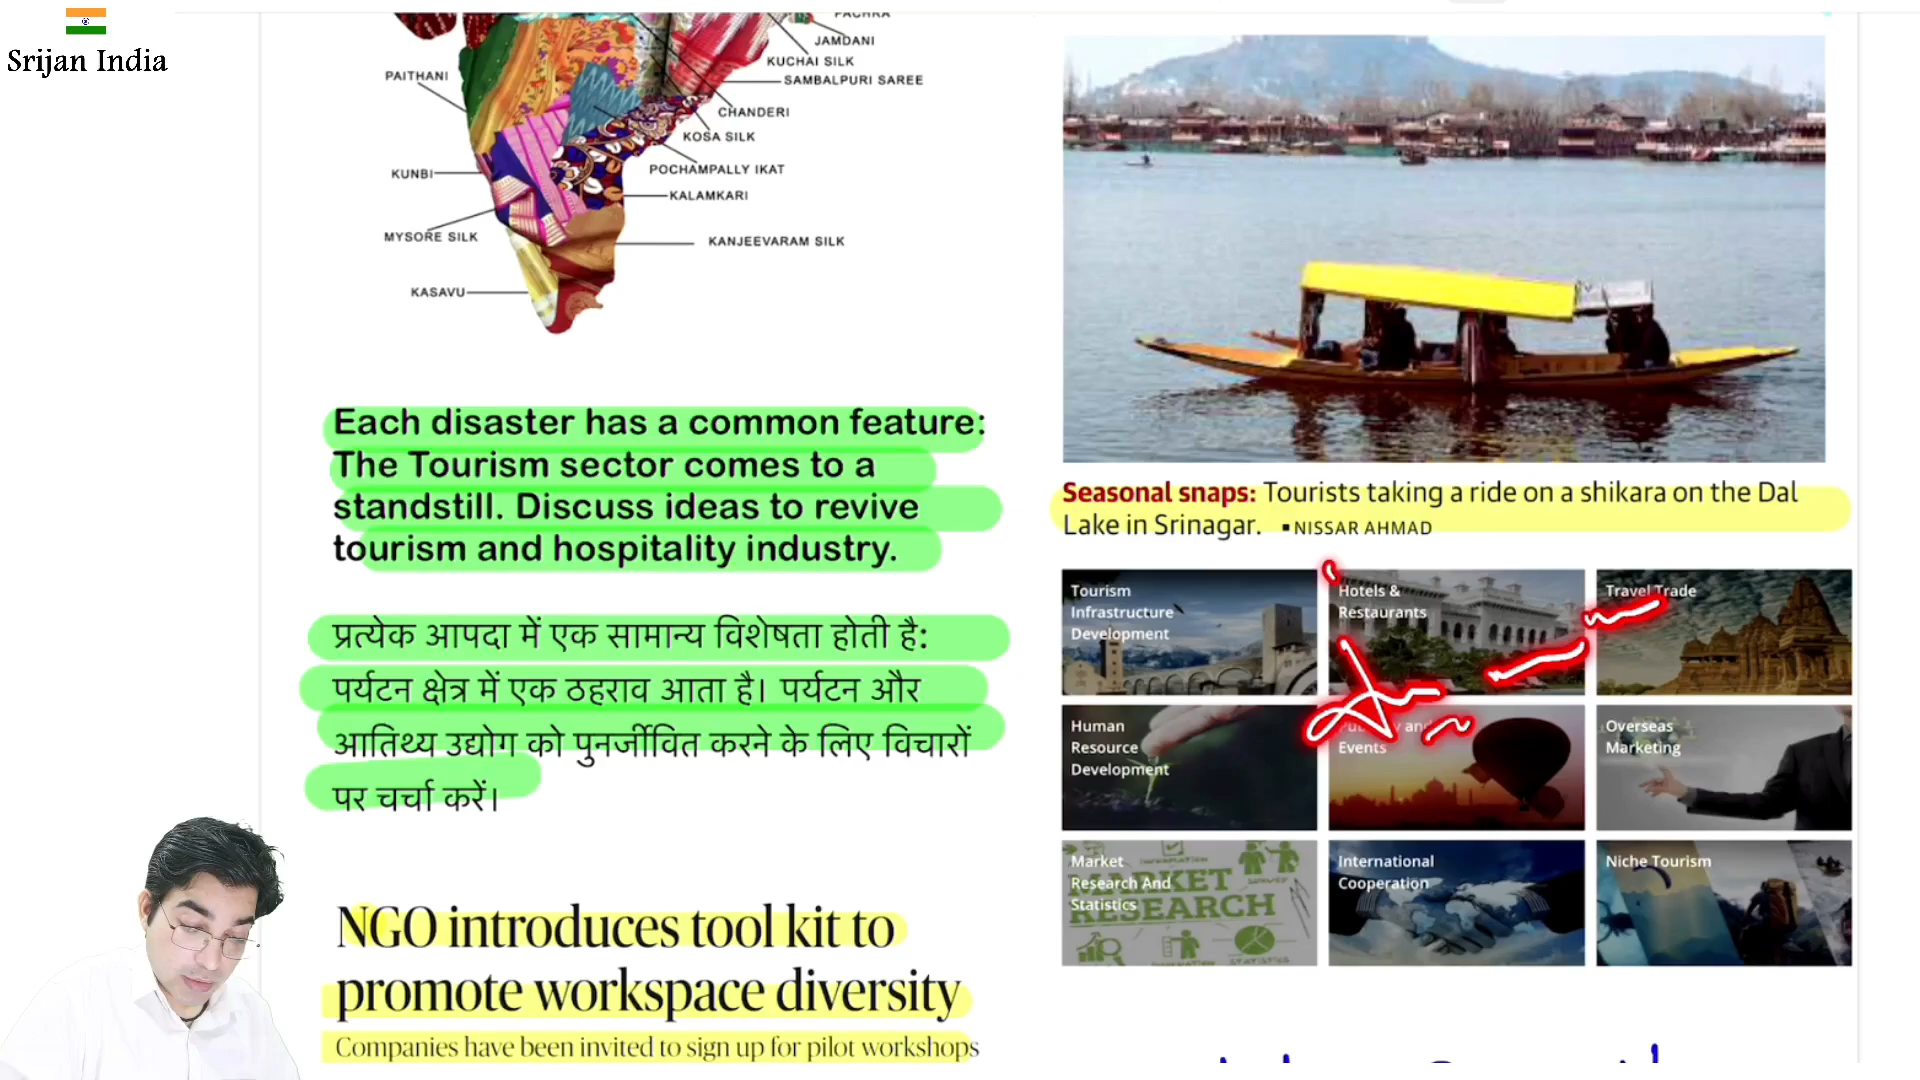 Srijan India
PACHRA
JAMDANI
KUCHAI SILK
SAMBALPURI SAREE
PAITHANI
CHANDERI
KOSA SILK
POCHAMPALLY IKAT
KUNBI
KALAMKARI
MYSORE SILK
KANJEEVARAM SILK
KASAVU
Each disaster has a common feature:
The Tourism sector comes to a
standstill. Discuss ideas to revive
tourism and hospitality industry.
प्रत्येक आपदा में एक सामान्य विशेषता होती है:
पर्यटन क्षेत्र में एक ठहराव आता है। पर्यटन और
आतिथ्य उद्योग को पुनर्जीवित करने के लिए विचारों
पर चर्चा करें।
NGO introduces tool kit to
promote workspace diversity
Companies have been invited to sign up for pilot workshops
Seasonal snaps: Tourists taking a ride on a shikara on the Dal
Lake in Srinagar. ▪NISSAR AHMAD
Tourism
Infrastructure
Development
Hotels &
Restaurants
Travel Trade
Human
Resource
Development
and
Events
Overseas
Marketing
Market
Research And
Statistics
MARKET
RESEARCH
International
Cooperation
Niche Tourism